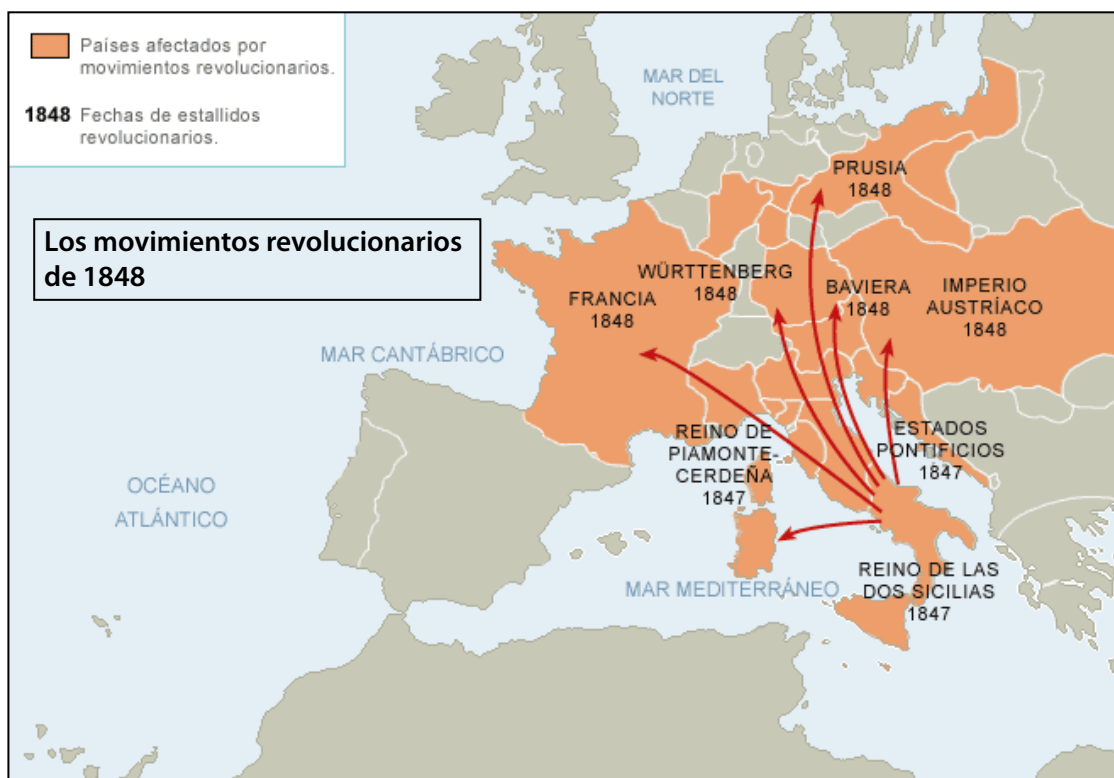 Países afectados por
movimientos revolucionarios.
1848 Fechas de estallidos
revolucionarios.
Los movimientos revolucionarios
de 1848
MAR DEL
NORTE
PRUSIA
1848
WÜRTTENBERG
1848
BAVIERA
1848
IMPERIO
AUSTRÍACO
1848
FRANCIA
1848
MAR CANTÁBRICO
REINO DE
PIAMONTE-
CERDEÑA
1847
ESTADOS
PONTIFICIOS
1847
OCÉANO
ATLÁNTICO
MAR MEDITERRÁNEO
REINO DE LAS
DOS SICILIAS
1847